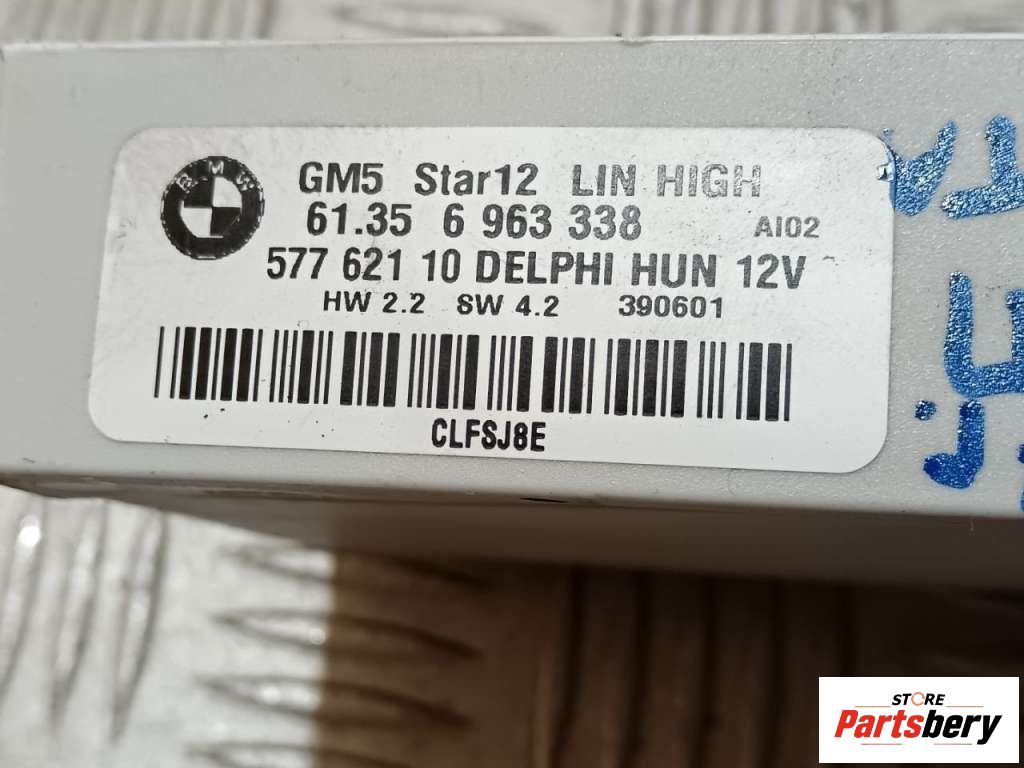 BMW
GM5 Star12 LIN HIGH
61.35 6 963 338 AI02
577 621 10 DELPHI HUN 12V
HW 2.2 SW 4.2 390601
CLFSJ8E
STORE
Partsbery